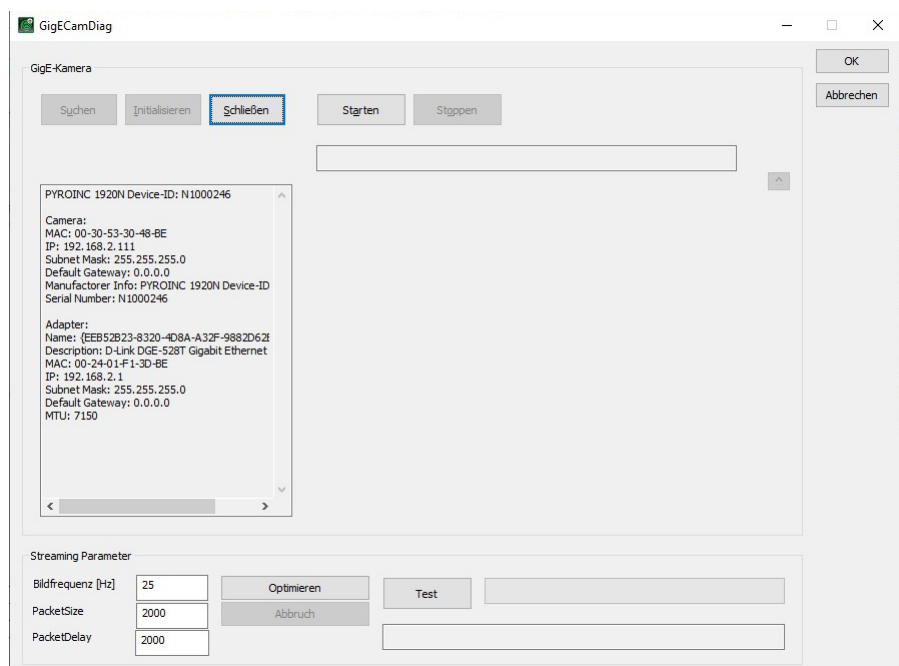 GigECamDiag
OK
Abbrechen
GigE-Kamera
Suchen Initialisieren Schließen Starten Stoppen
PYROINC 1920N Device-ID: N1000246
Camera:
MAC: 00-30-53-30-48-BE
IP: 192.168.2.111
Subnet Mask: 255.255.255.0
Default Gateway: 0.0.0.0
Manufactorer Info: PYROINC 1920N Device-ID
Serial Number: N1000246
Adapter:
Name: {EEB52B23-8320-4D8A-A32F-9882D62E
Description: D-Link DGE-528T Gigabit Ethernet
MAC: 00-24-01-F1-3D-BE
IP: 192.168.2.1
Subnet Mask: 255.255.255.0
Default Gateway: 0.0.0.0
MTU: 7150
Streaming Parameter
Bildfrequenz [Hz] 25 Optimieren Test
PacketSize 2000 Abbruch
PacketDelay 2000